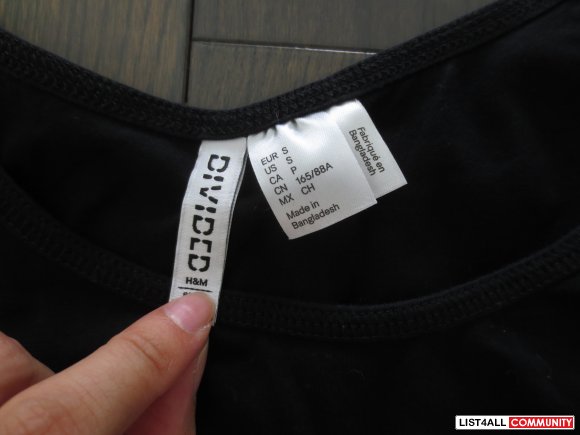 DIVIDED
H&M
EUR S
US S
CA P
CN 165/88A
MX CH
Made in
Bangladesh
Fabriqué en
Bangladesh
LIST4ALL COMMUNITY